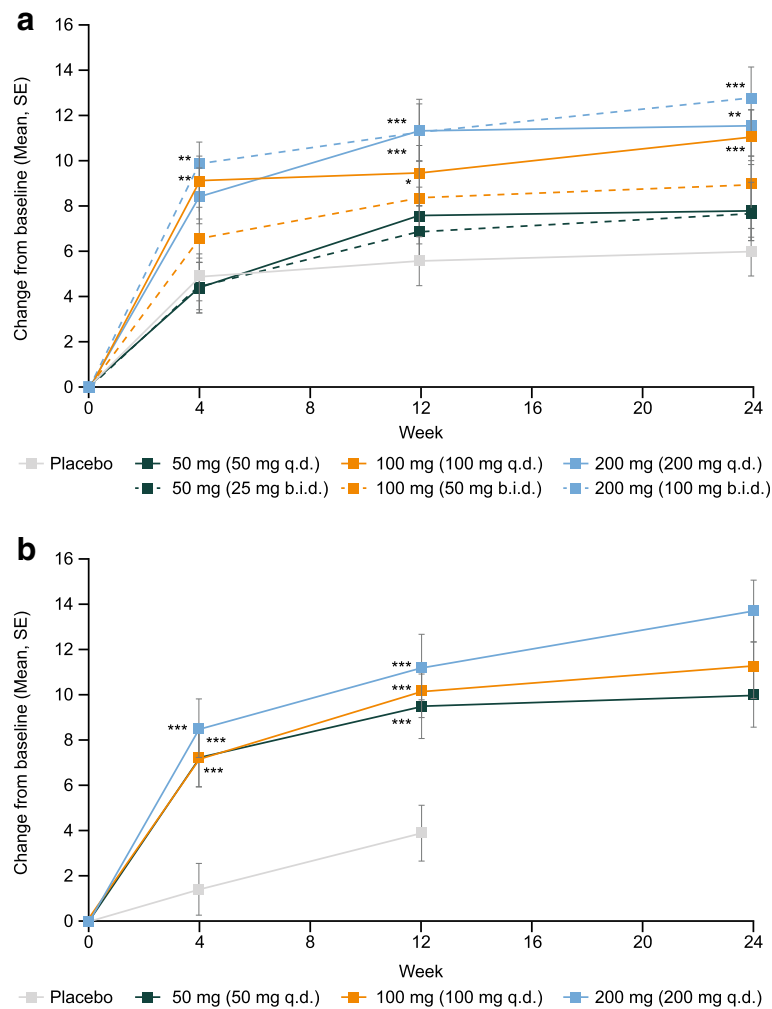 a
Change from baseline (Mean, SE)
16
14
12
10
8
6
4
2
0
** 
**
***
***
*
***
**
***
0 4 8 12 16 20 24
Week
Placebo 50 mg (50 mg q.d.) 100 mg (100 mg q.d.) 200 mg (200 mg q.d.)
50 mg (25 mg b.i.d.) 100 mg (50 mg b.i.d.) 200 mg (100 mg b.i.d.)
b
Change from baseline (Mean, SE)
16
14
12
10
8
6
4
2
0
***
***
***
***
***
***
0 4 8 12 16 20 24
Week
Placebo 50 mg (50 mg q.d.) 100 mg (100 mg q.d.) 200 mg (200 mg q.d.)